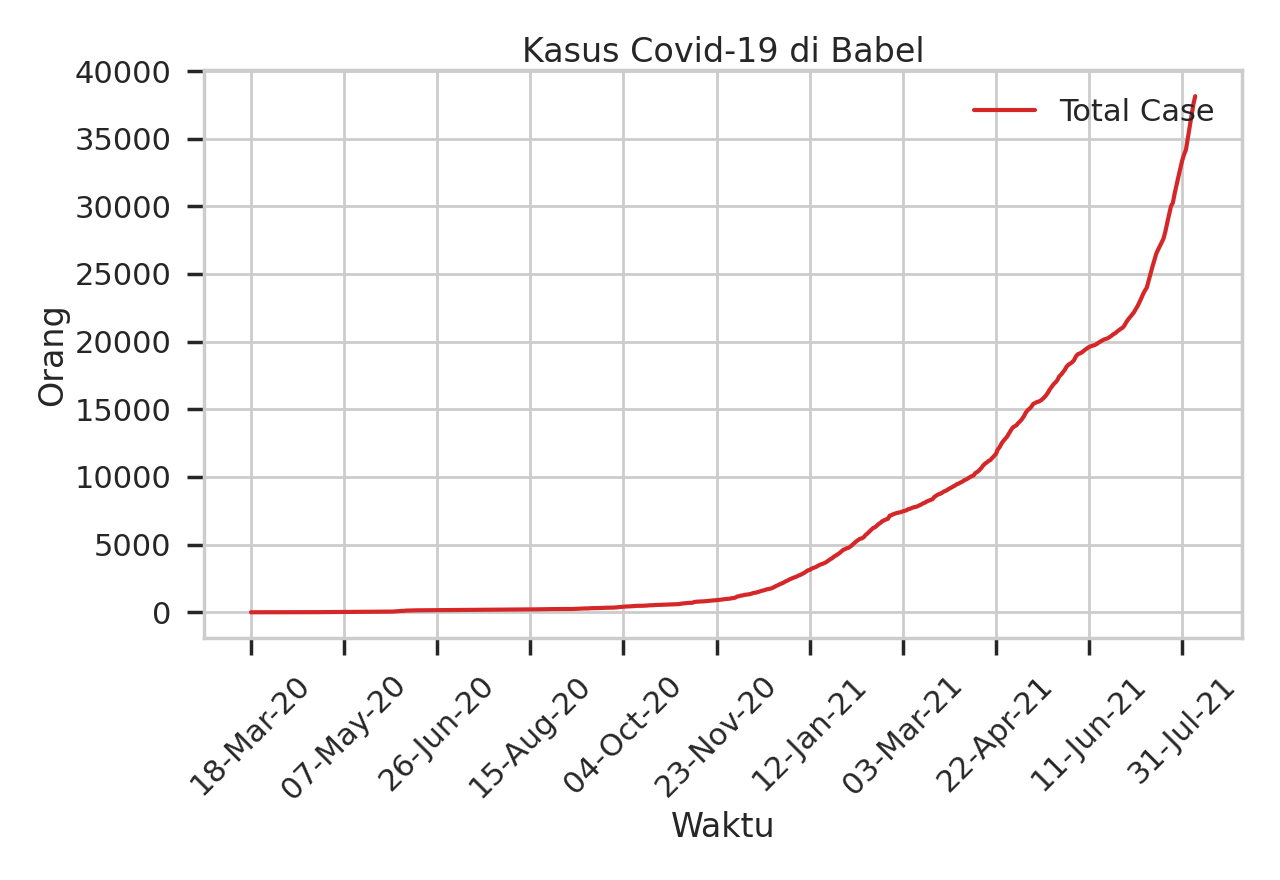 Kasus Covid-19 di Babel
Total Case
Orang
40000
35000
30000
25000
20000
15000
10000
5000
0
18-Mar-20
07-May-20
26-Jun-20
15-Aug-20
04-Oct-20
23-Nov-20
12-Jan-21
03-Mar-21
22-Apr-21
11-Jun-21
31-Jul-21
Waktu